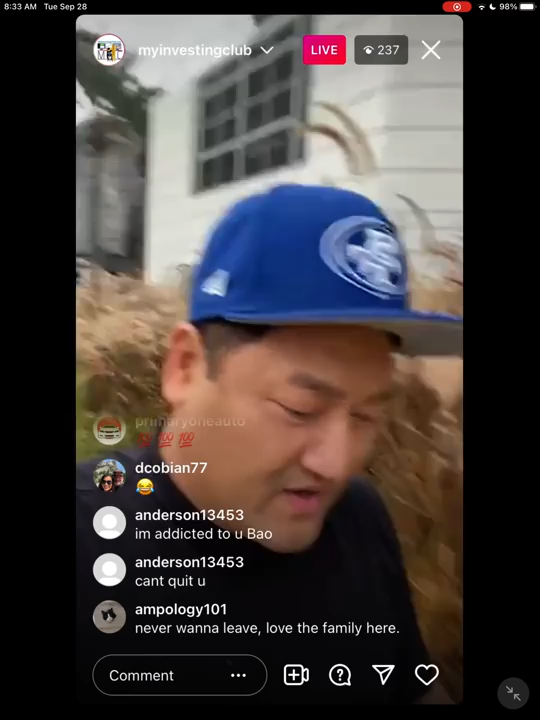 8:33 AM Tue Sep 28
98%
myinvestingclub
LIVE
237
primaryoneauto
💯 💯 💯
dcobian77
😂
anderson13453
im addicted to u Bao
anderson13453
cant quit u
ampology101
never wanna leave, love the family here.
Comment